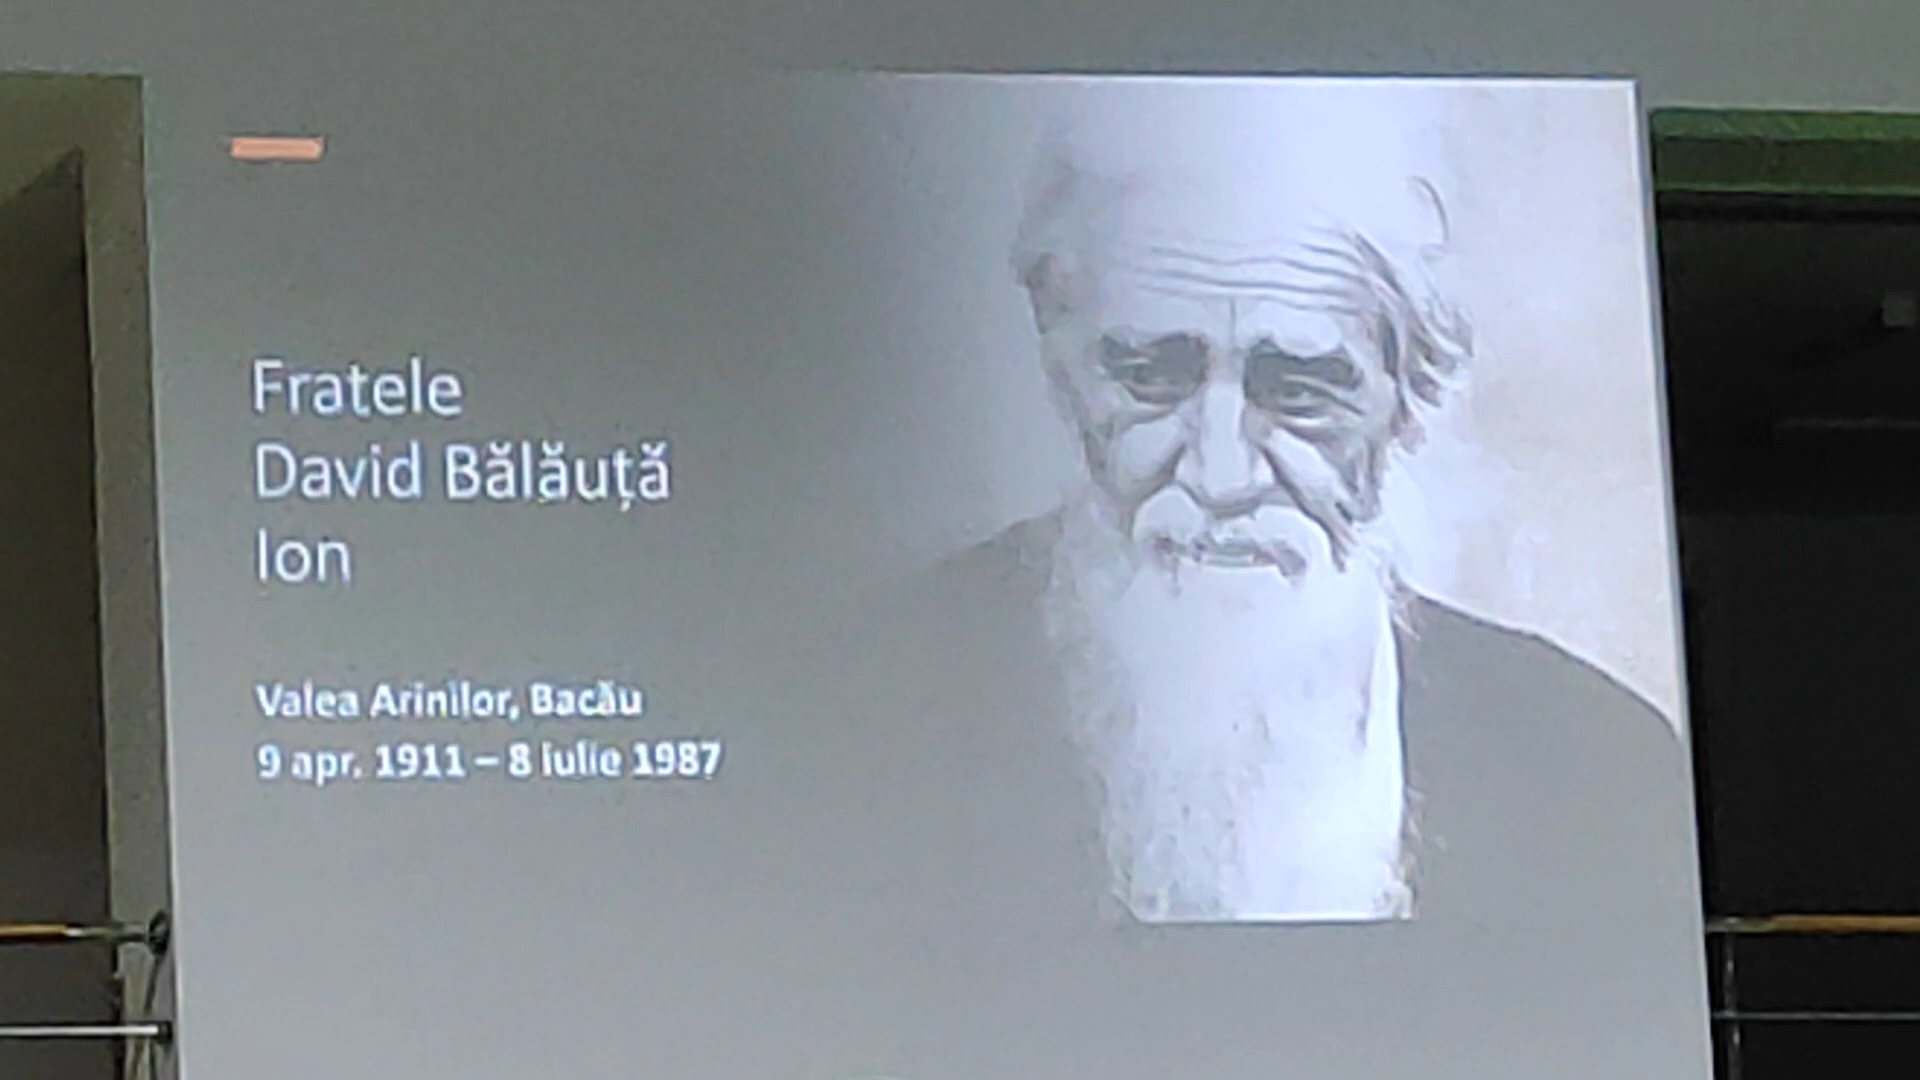 Fratele
David Bălăuță
Ion
Valea Arinilor, Bacău
9 apr. 1911 – 8 iulie 1987